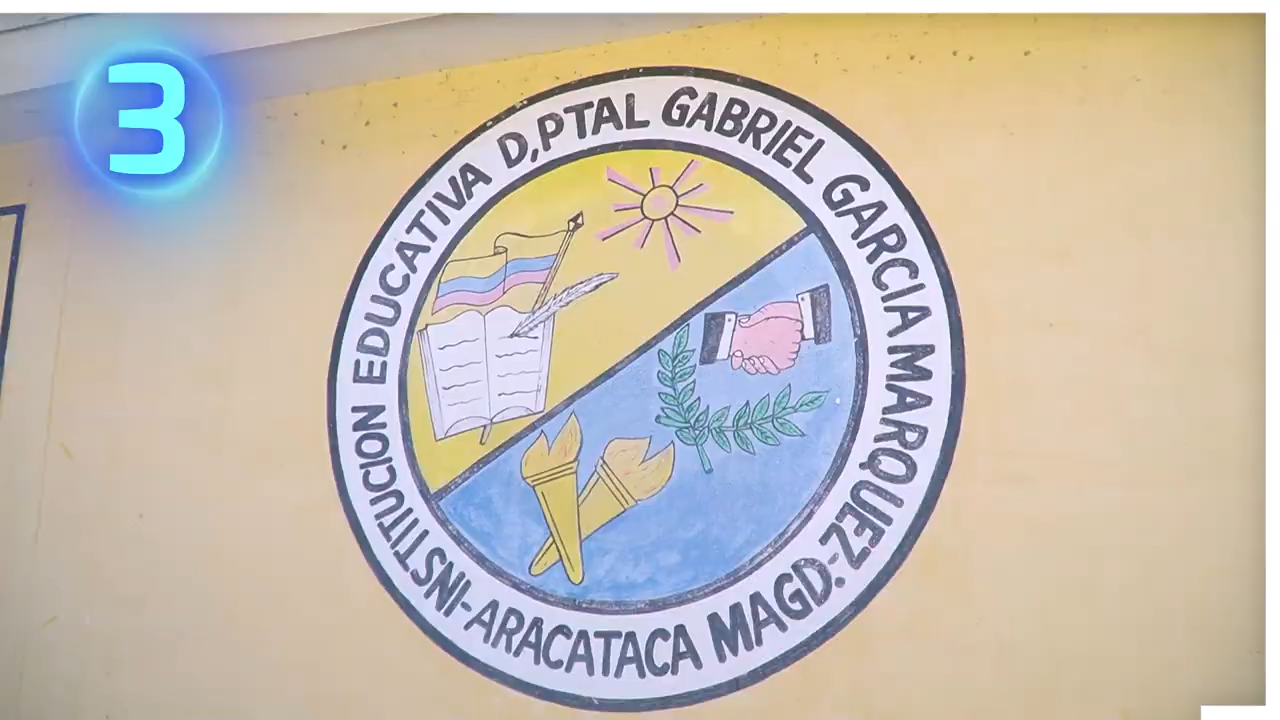 3
INSTITUCION EDUCATIVA D,PTAL GABRIEL GARCIA MARQUEZ-
-ARACATACA MAGD: